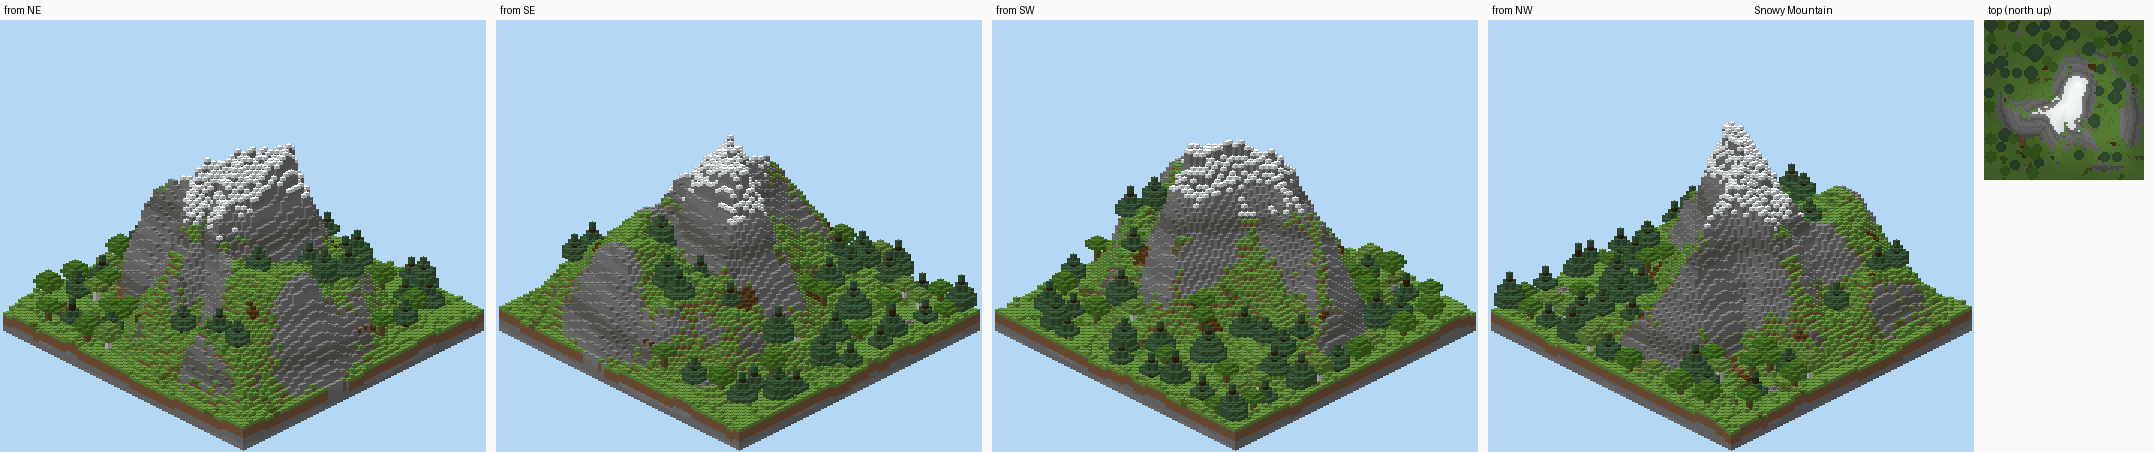 from NE
from SE
from SW
from NW
Snowy Mountain
top (north up)